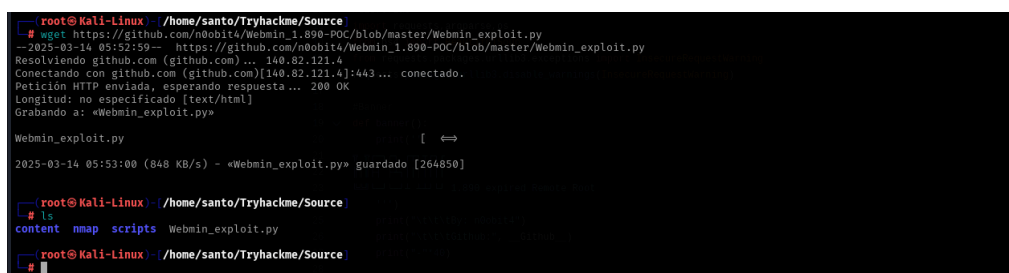 ┌──(root㉿Kali-Linux)-[/home/santo/Tryhackme/Source]
└─# wget https://github.com/n0obit4/Webmin_1.890-POC/blob/master/Webmin_exploit.py
--2025-03-14 05:52:59--  https://github.com/n0obit4/Webmin_1.890-POC/blob/master/Webmin_exploit.py
Resolviendo github.com (github.com)... 140.82.121.4
Conectando con github.com (github.com)[140.82.121.4]:443... conectado.
Petición HTTP enviada, esperando respuesta... 200 OK
Longitud: no especificado [text/html]
Grabando a: «Webmin_exploit.py»
Webmin_exploit.py [ <=>
2025-03-14 05:53:00 (848 KB/s) - «Webmin_exploit.py» guardado [264850]
┌──(root㉿Kali-Linux)-[/home/santo/Tryhackme/Source]
└─# ls
content  nmap  scripts  Webmin_exploit.py
┌──(root㉿Kali-Linux)-[/home/santo/Tryhackme/Source]
└─#